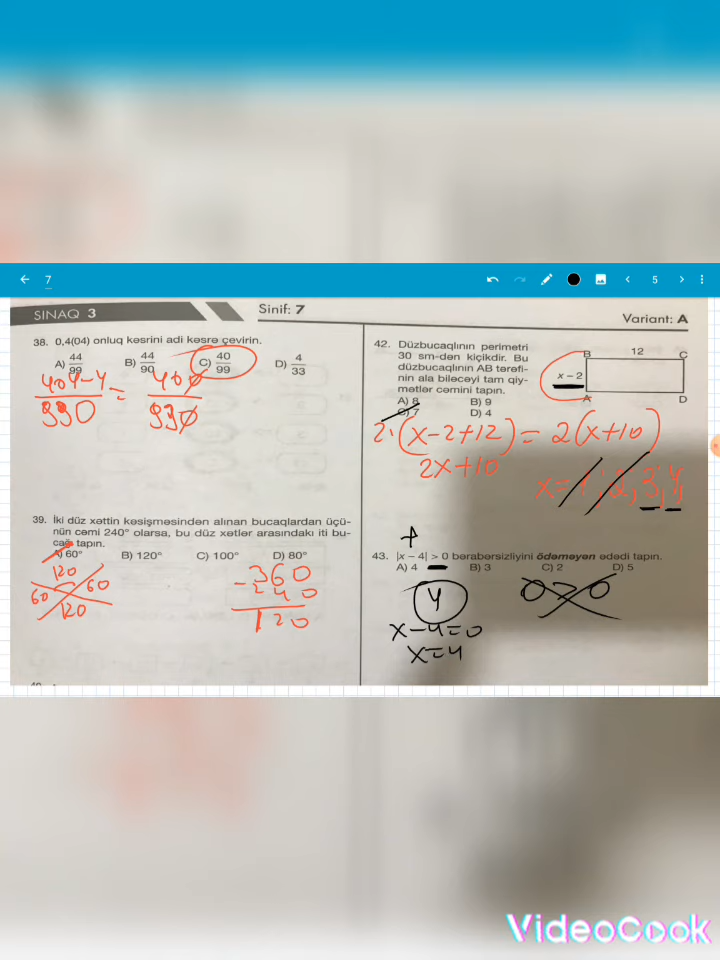 7
5
SINAQ 3
Sinif: 7
Variant: A
38. 0,4(04) onluq kəsrini adi kəsrə çevirin.
A) 44/99 B) 44/90 C) 40/99 D) 4/33
404-4/990 = 400/990
39. İki düz xəttin kəsişməsindən alınan bucaqlardan üçü-
nün cəmi 240° olarsa, bu düz xətlər arasındakı iti bu-
cağı tapın.
A) 60° B) 120° C) 100° D) 80°
120
60 60
120
360
- 240
120
42. Düzbucaqlının perimetri
30 sm-dən kiçikdir. Bu
düzbucaqlının AB tərəfi-
nin ala biləcəyi tam qiy-
mətlər cəmini tapın.
A) 8 B) 9
C) 7 D) 4
B 12 C
x – 2
A D
2·(x-2+12) = 2(x+10)
2x+10
x=1,2,3,4,
+
43. |x – 4| > 0 bərabərsizliyini ödəməyən ədədi tapın.
A) 4 B) 3 C) 2 D) 5
4
0>0
x-4=0
x=4
VideoCook